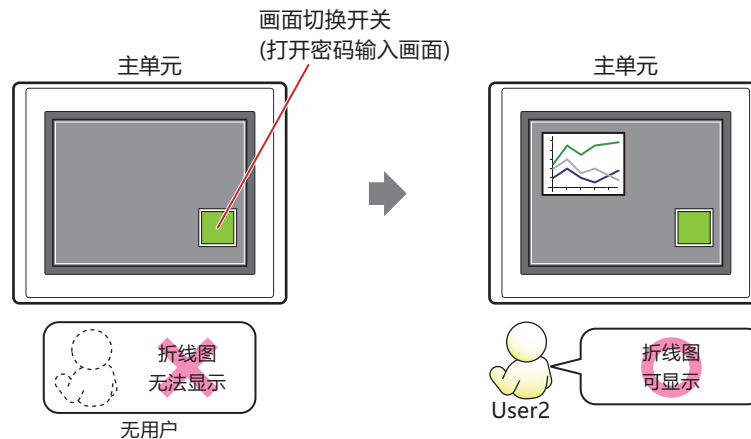 画面切换开关
(打开密码输入画面)
主单元
主单元
折线图
无法显示
无用户
折线图
可显示
User2